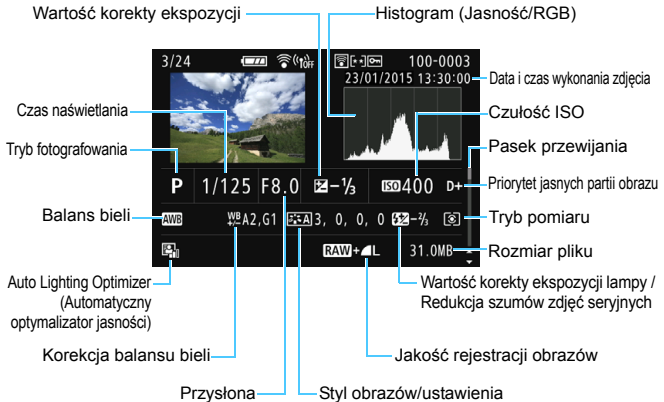 Wartość korekty ekspozycji
Histogram (Jasność/RGB)
3/24
OFF
100-0003
23/01/2015 13:30:00
Data i czas wykonania zdjęcia
Czas naświetlania
Czułość ISO
Tryb fotografowania
Pasek przewijania
P 1/125 F8.0 -⅓ ISO 400 D+
Priorytet jasnych partii obrazu
Balans bieli
AWB WB +/- A2,G1 A 3, 0, 0, 0 -⅔
Tryb pomiaru
RAW+L 31.0MB
Rozmiar pliku
Auto Lighting Optimizer
(Automatyczny
optymalizator jasności)
Wartość korekty ekspozycji lampy /
Redukcja szumów zdjęć seryjnych
Korekcja balansu bieli
Jakość rejestracji obrazów
Przysłona
Styl obrazów/ustawienia